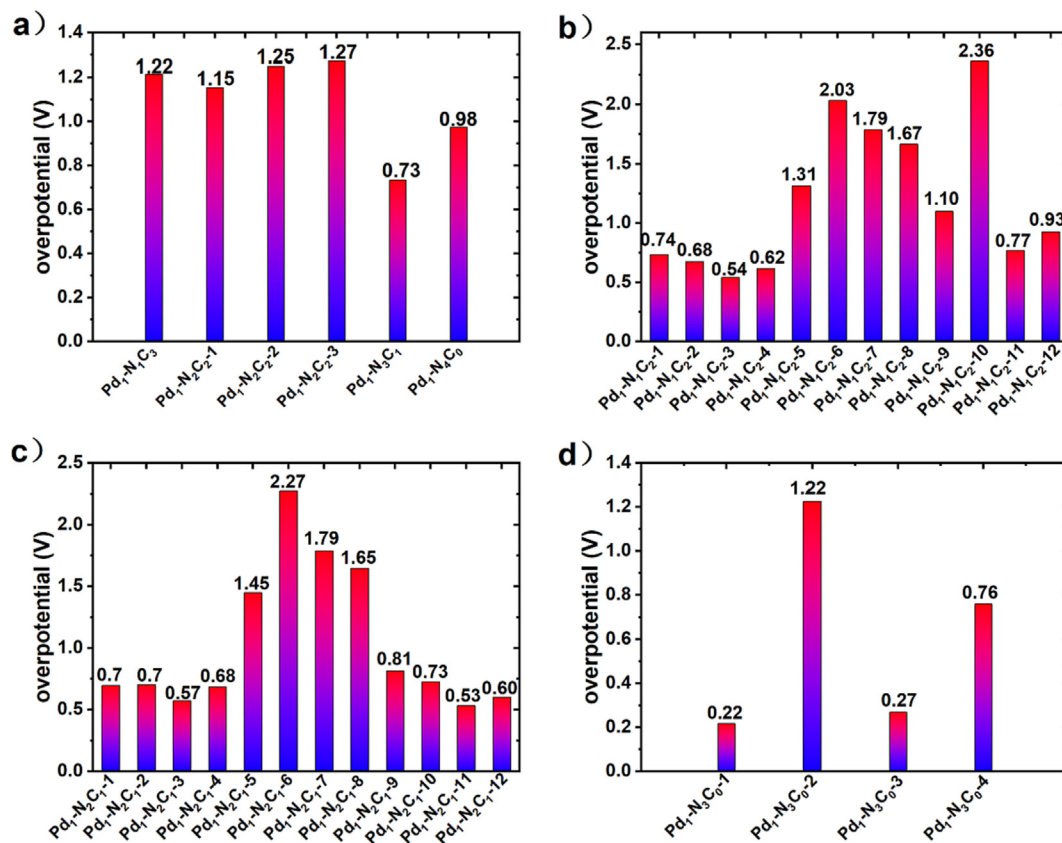 a)
overpotential (V)
1.4
1.2
1.0
0.8
0.6
0.4
0.2
0.0
1.22
1.15
1.25
1.27
0.73
0.98
Pd₁-N₁C₃
Pd₁-N₂C₂-1
Pd₁-N₂C₂-2
Pd₁-N₂C₂-3
Pd₁-N₃C₁
Pd₁-N₄C₀
b)
overpotential (V)
2.5
2.0
1.5
1.0
0.5
0.0
0.74
0.68
0.54
0.62
1.31
2.03
1.79
1.67
1.10
2.36
0.77
0.93
Pd₁-N₁C₂-1
Pd₁-N₁C₂-2
Pd₁-N₁C₂-3
Pd₁-N₁C₂-4
Pd₁-N₁C₂-5
Pd₁-N₁C₂-6
Pd₁-N₁C₂-7
Pd₁-N₁C₂-8
Pd₁-N₁C₂-9
Pd₁-N₁C₂-10
Pd₁-N₁C₂-11
Pd₁-N₁C₂-12
c)
overpotential (V)
2.5
2.0
1.5
1.0
0.5
0.0
0.7
0.7
0.57
0.68
1.45
2.27
1.79
1.65
0.81
0.73
0.53
0.60
Pd₁-N₂C₁-1
Pd₁-N₂C₁-2
Pd₁-N₂C₁-3
Pd₁-N₂C₁-4
Pd₁-N₂C₁-5
Pd₁-N₂C₁-6
Pd₁-N₂C₁-7
Pd₁-N₂C₁-8
Pd₁-N₂C₁-9
Pd₁-N₂C₁-10
Pd₁-N₂C₁-11
Pd₁-N₂C₁-12
d)
overpotential (V)
1.4
1.2
1.0
0.8
0.6
0.4
0.2
0.0
0.22
1.22
0.27
0.76
Pd₁-N₃C₀-1
Pd₁-N₃C₀-2
Pd₁-N₃C₀-3
Pd₁-N₃C₀-4